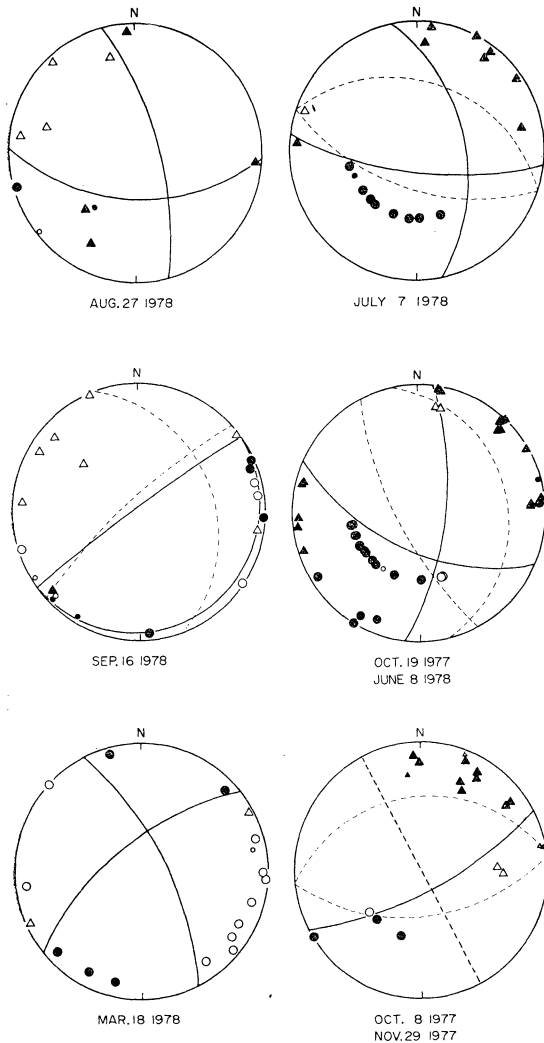 N
N
AUG. 27 1978
JULY 7 1978
N
N
SEP. 16 1978
OCT. 19 1977
JUNE 8 1978
N
N
MAR. 18 1978
OCT. 8 1977
NOV. 29 1977